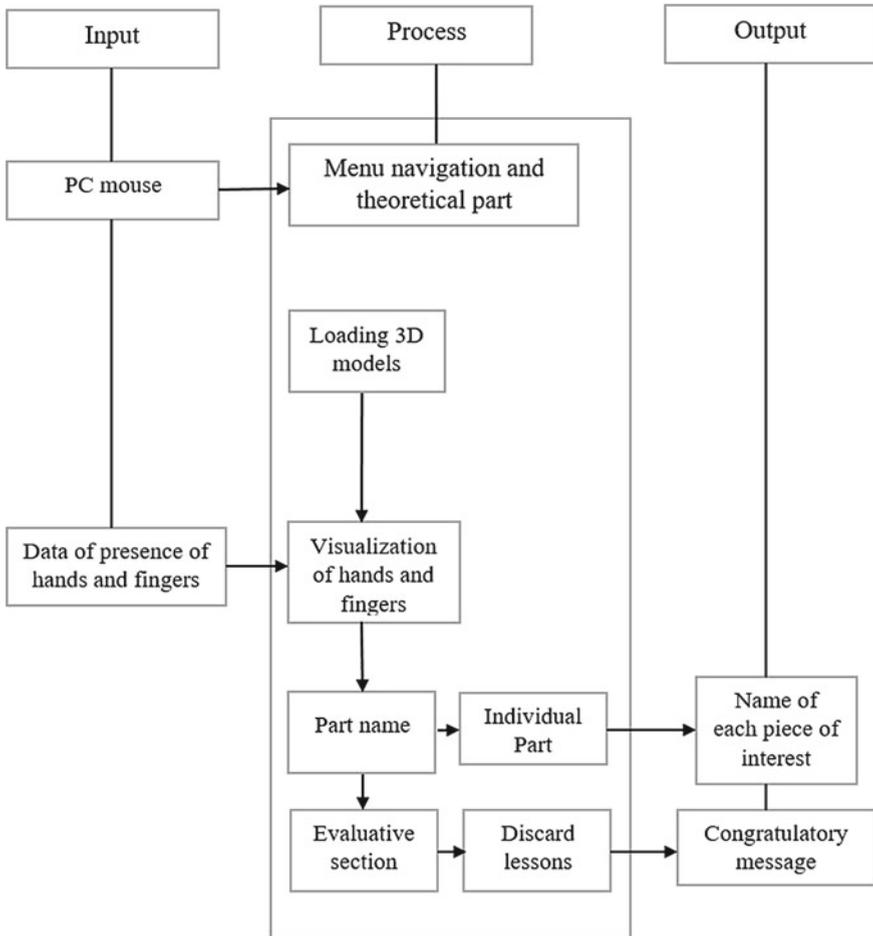 Input
Process
Output
PC mouse
Menu navigation and
theoretical part
Loading 3D
models
Data of presence of
hands and fingers
Visualization
of hands and
fingers
Part name
Individual
Part
Name of
each piece of
interest
Evaluative
section
Discard
lessons
Congratulatory
message